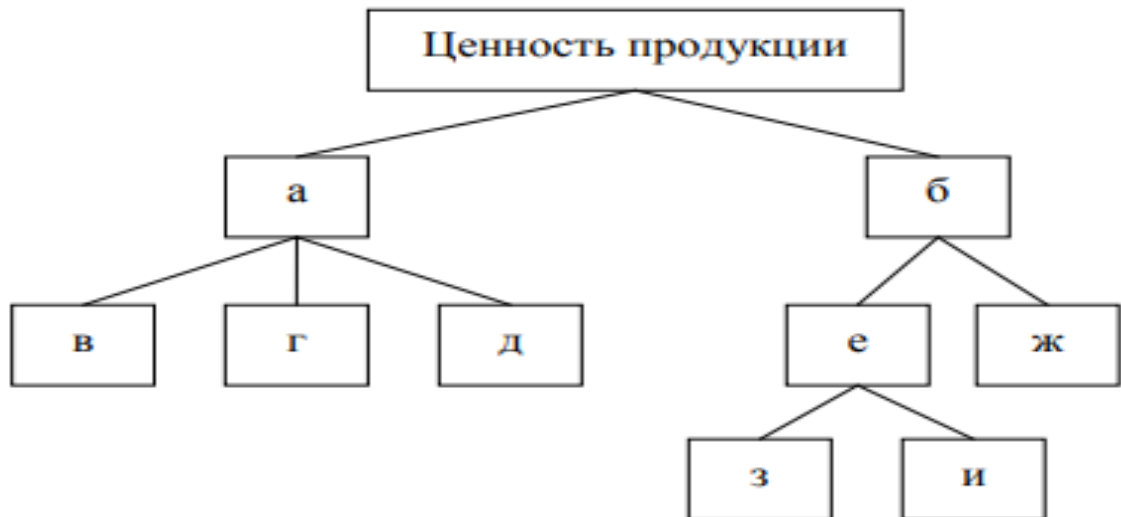 Ценность продукции
а
б
в
г
д
е
ж
з
и